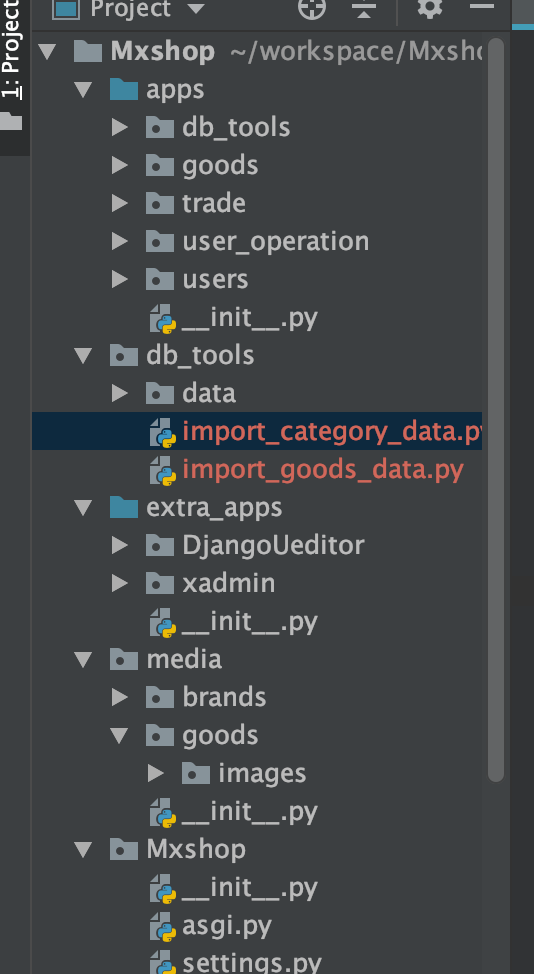 Project
1: Project
Mxshop ~/workspace/Mxsh
apps
db_tools
goods
trade
user_operation
users
__init__.py
db_tools
data
import_category_data.py
import_goods_data.py
extra_apps
DjangoUeditor
xadmin
__init__.py
media
brands
goods
images
__init__.py
Mxshop
__init__.py
asgi.py
settings.py